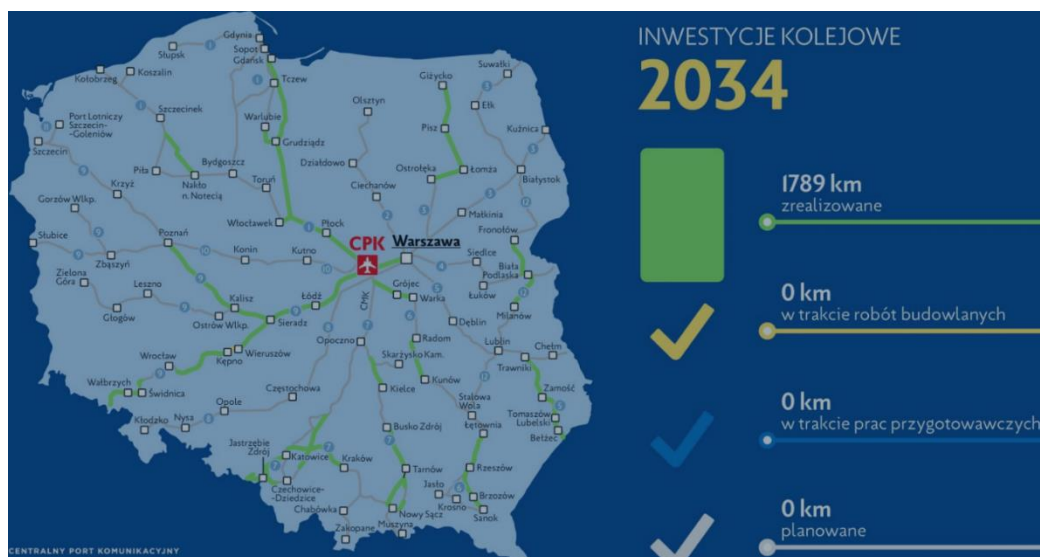 INWESTYCJE KOLEJOWE
2034
1789 km
zrealizowane
0 km
w trakcie robót budowlanych
0 km
w trakcie prac przygotowawczych
0 km
planowane
Gdynia
Sopot
Gdańsk
Słupsk
Koszalin
Kołobrzeg
Tczew
Giżycko
Suwałki
Olsztyn
Ełk
Szczecinek
Port Lotniczy
Szczecin-
-Goleniów
Warlubie
Pisz
Kuźnica
Szczecin
Grudziądz
Działdowo
Ostrołęka
Łomża
Piła
Bydgoszcz
Białystok
Krzyż
Nakło
n. Notecią
Toruń
Ciechanów
Gorzów Wlkp.
Włocławek
Płock
Małkinia
Fronołów
Słubice
Poznań
Konin
Kutno
CPK
Warszawa
Siedlce
Zbąszyń
Biała
Podlaska
Zielona
Góra
Leszno
Kalisz
Łódź
Grójec
Warka
Łuków
Głogów
Ostrów Wlkp.
Sieradz
CMK
Dęblin
Milanów
Opoczno
Radom
Lublin
Chełm
Wrocław
Wieruszów
Kępno
Skarżysko Kam.
Trawniki
Wałbrzych
Świdnica
Częstochowa
Kielce
Kunów
Zamość
Opole
Stalowa
Wola
Kłodzko
Nysa
Busko Zdrój
Łętownia
Tomaszów
Lubelski
Bełżec
Jastrzębie
Zdrój
Katowice
Kraków
Tarnów
Rzeszów
Czechowice-
-Dziedzice
Jasło
Brzozów
Chabówka
Nowy Sącz
Krosno
Sanok
Zakopane
Muszyna
CENTRALNY PORT KOMUNIKACYJNY